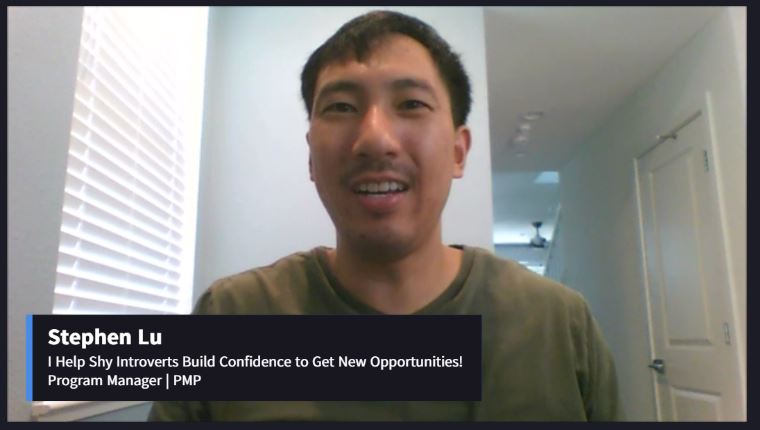 Stephen Lu
I Help Shy Introverts Build Confidence to Get New Opportunities!
Program Manager | PMP